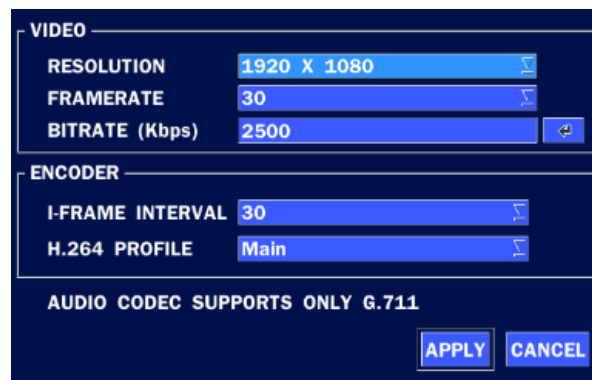 VIDEO
RESOLUTION 1920 X 1080
FRAMERATE 30
BITRATE (Kbps) 2500
ENCODER
I-FRAME INTERVAL 30
H.264 PROFILE Main
AUDIO CODEC SUPPORTS ONLY G.711
APPLY CANCEL